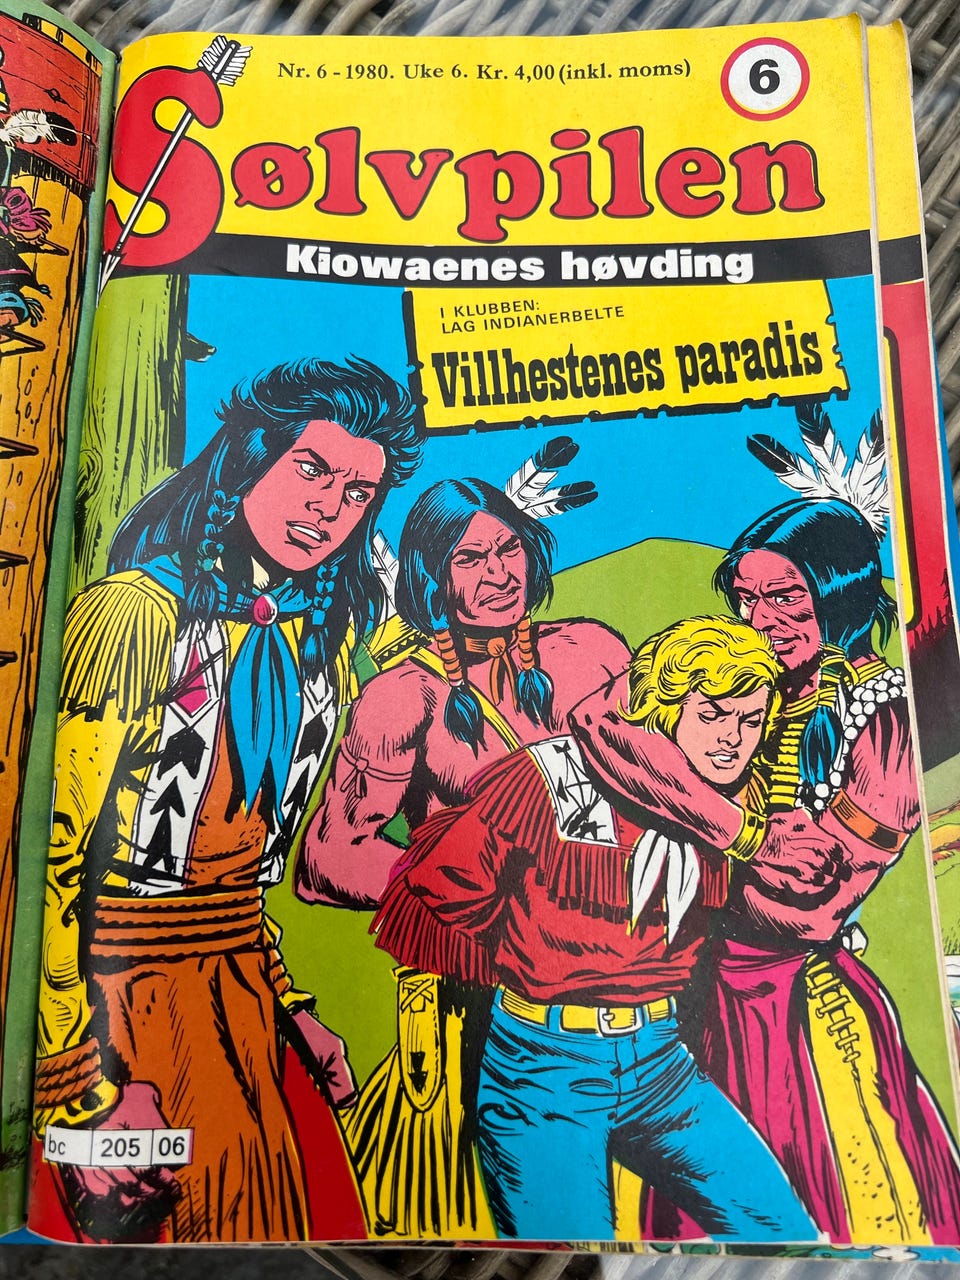 Nr. 6 - 1980. Uke 6. Kr. 4,00 (inkl. moms)
6
Sølvpilen
Kiowaenes høvding
I KLUBBEN:
LAG INDIANERBELTE
Villhestenes paradis
bc 205 06